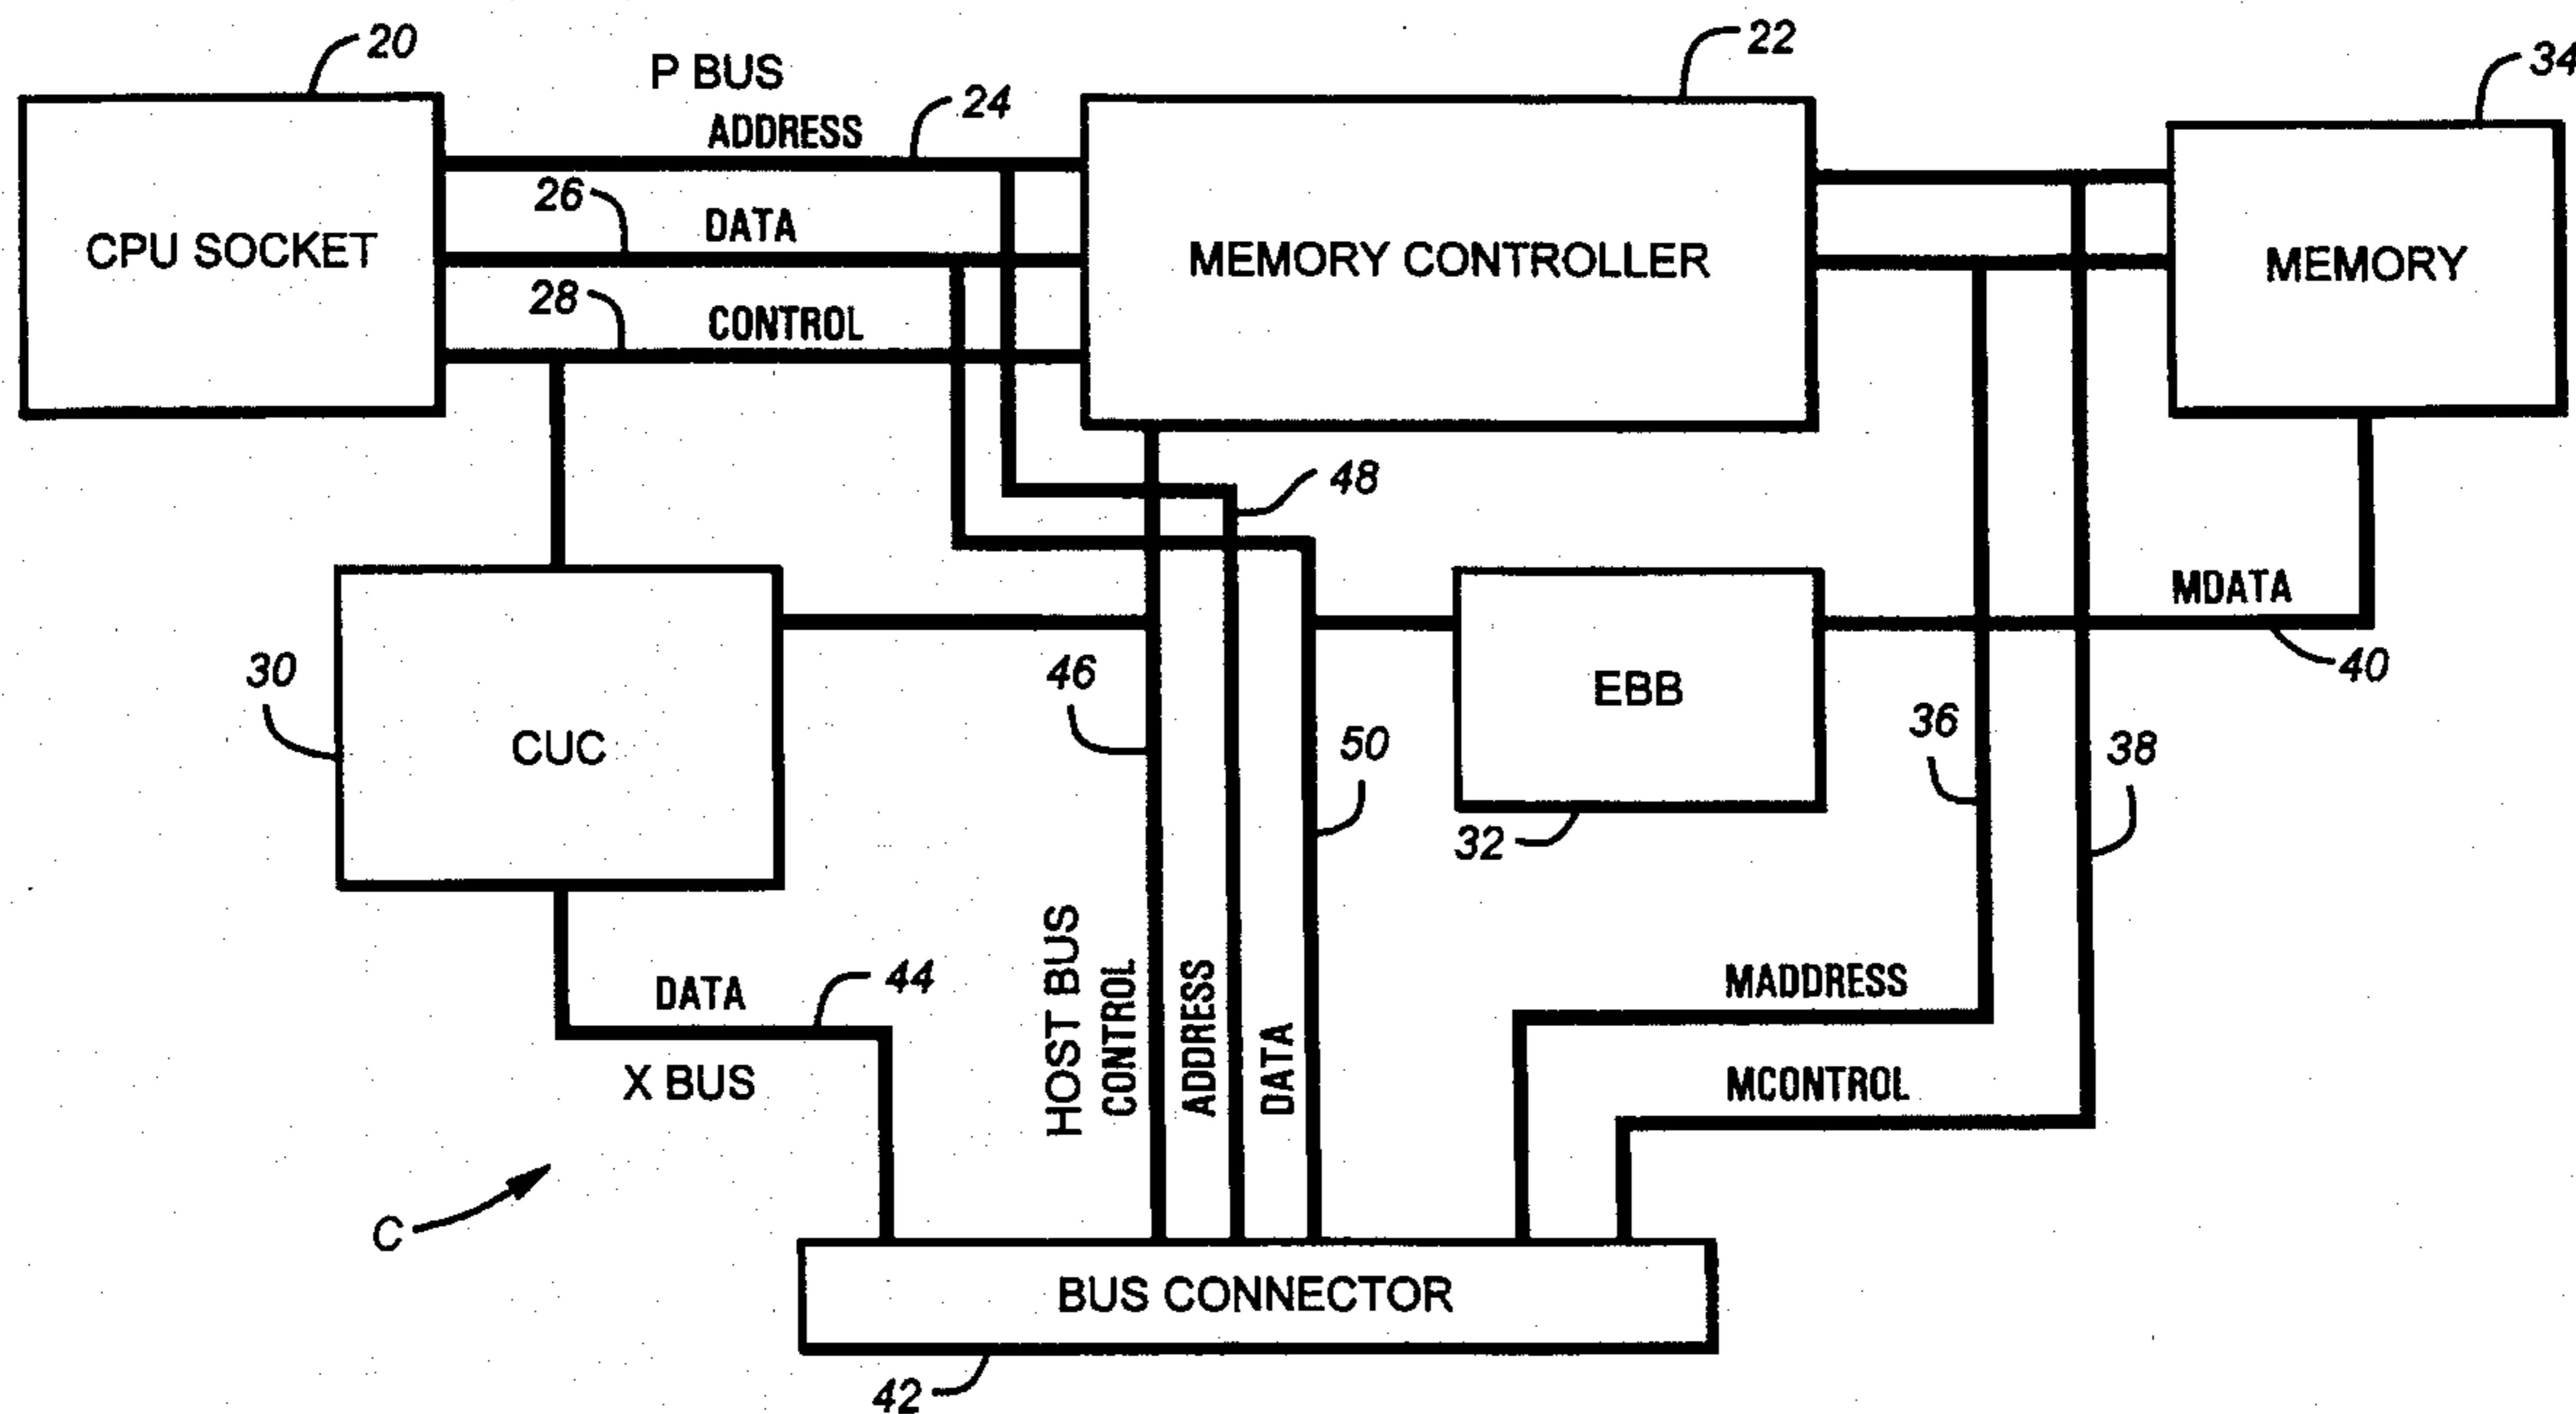 20
P BUS
ADDRESS
24
22
34
26
DATA
CPU SOCKET
MEMORY CONTROLLER
MEMORY
28
CONTROL
48
MDATA
30
46
EBB
40
CUC
50
36
38
32
HOST BUS
CONTROL
ADDRESS
DATA
DATA
44
MADDRESS
X BUS
MCONTROL
C
BUS CONNECTOR
42